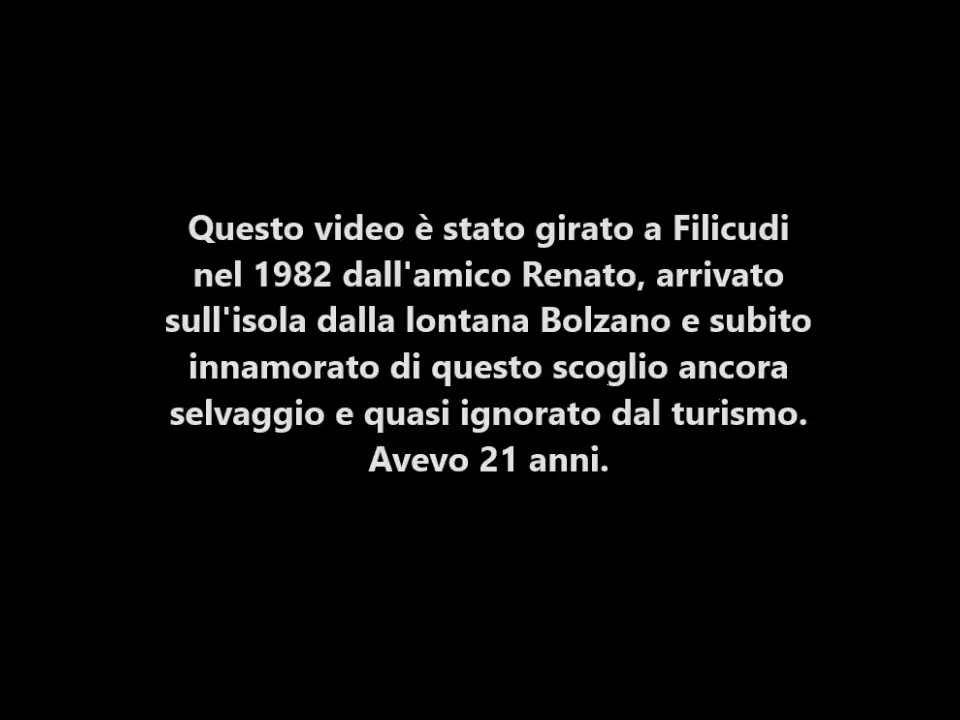 Questo video è stato girato a Filicudi
nel 1982 dall'amico Renato, arrivato
sull'isola dalla lontana Bolzano e subito
innamorato di questo scoglio ancora
selvaggio e quasi ignorato dal turismo.
Avevo 21 anni.